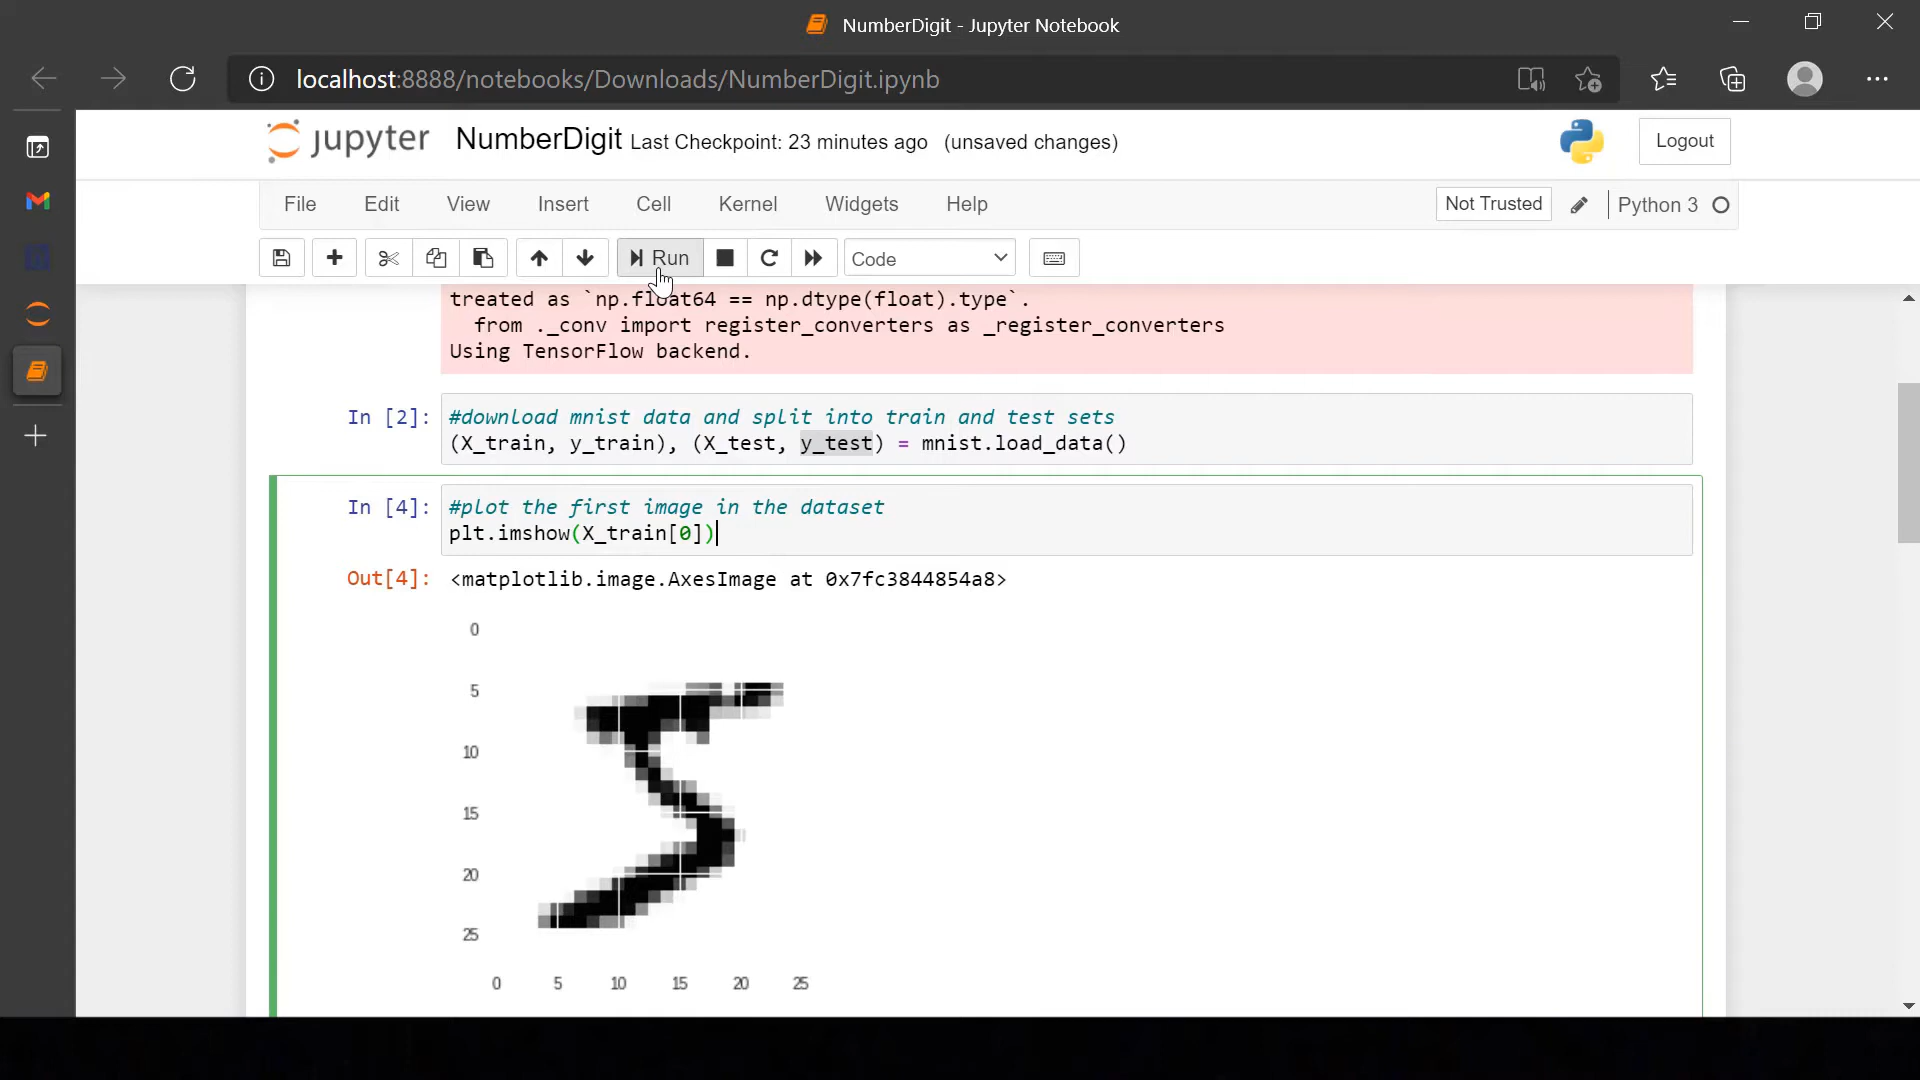 NumberDigit - Jupyter Notebook
localhost:8888/notebooks/Downloads/NumberDigit.ipynb
jupyter NumberDigit Last Checkpoint: 23 minutes ago (unsaved changes)
Logout
File Edit View Insert Cell Kernel Widgets Help Not Trusted Python 3
Run Code
treated as `np.float64 == np.dtype(float).type`.
from ._conv import register_converters as _register_converters
Using TensorFlow backend.
In [2]: #download mnist data and split into train and test sets
(X_train, y_train), (X_test, y_test) = mnist.load_data()
In [4]: #plot the first image in the dataset
plt.imshow(X_train[0])
Out[4]: <matplotlib.image.AxesImage at 0x7fc3844854a8>
0
5
10
15
20
25
0 5 10 15 20 25